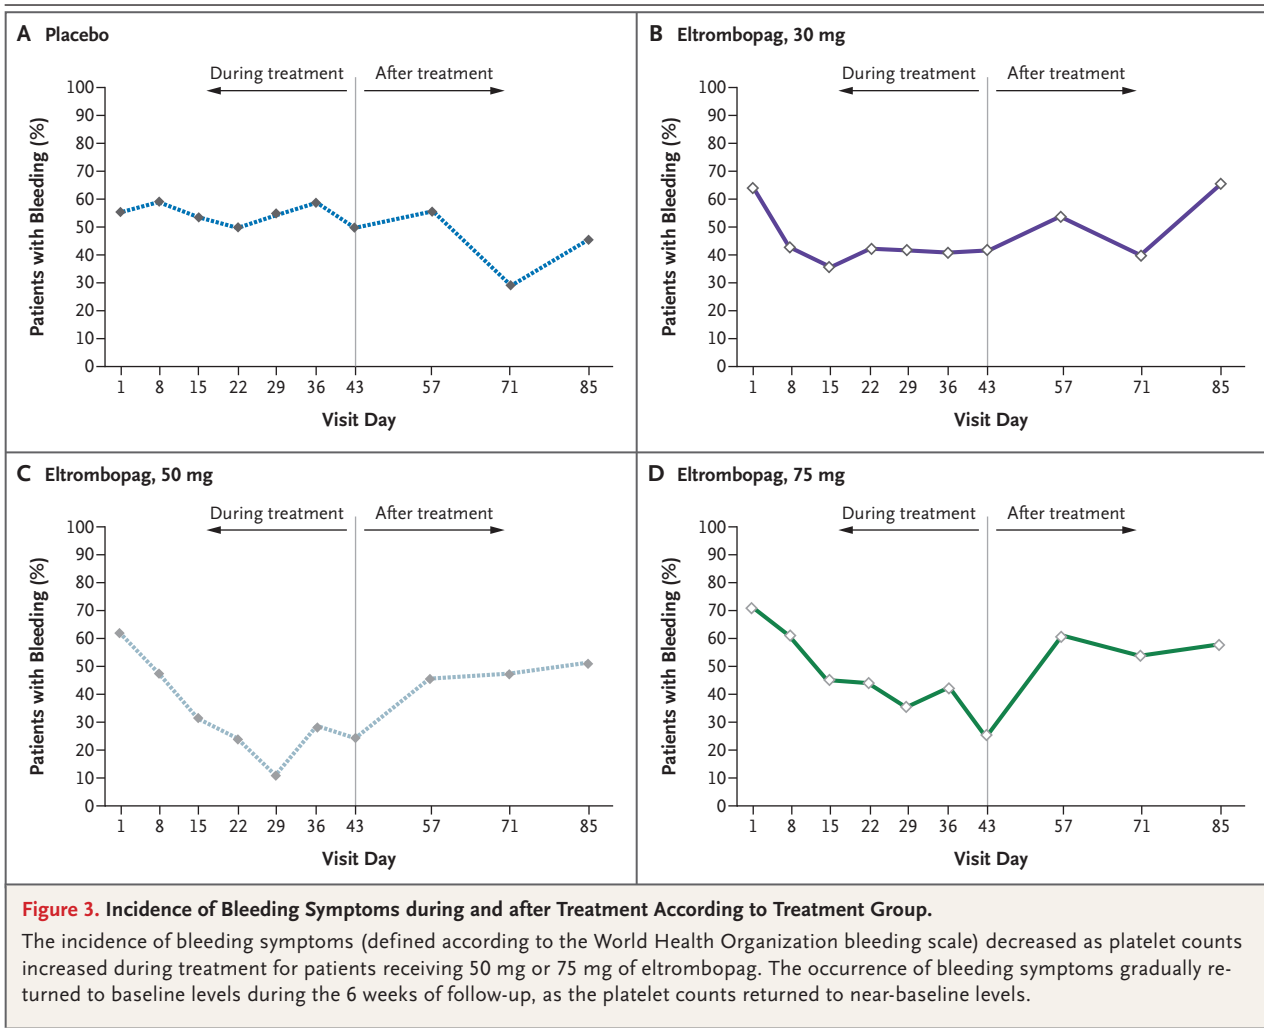 A Placebo
During treatment After treatment
100
90
80
70
60
50
40
30
20
10
0
Patients with Bleeding (%)
1 8 15 22 29 36 43 57 71 85
Visit Day
B Eltrombopag, 30 mg
During treatment After treatment
100
90
80
70
60
50
40
30
20
10
0
Patients with Bleeding (%)
1 8 15 22 29 36 43 57 71 85
Visit Day
C Eltrombopag, 50 mg
During treatment After treatment
100
90
80
70
60
50
40
30
20
10
0
Patients with Bleeding (%)
1 8 15 22 29 36 43 57 71 85
Visit Day
D Eltrombopag, 75 mg
During treatment After treatment
100
90
80
70
60
50
40
30
20
10
0
Patients with Bleeding (%)
1 8 15 22 29 36 43 57 71 85
Visit Day
Figure 3. Incidence of Bleeding Symptoms during and after Treatment According to Treatment Group.
The incidence of bleeding symptoms (defined according to the World Health Organization bleeding scale) decreased as platelet counts
increased during treatment for patients receiving 50 mg or 75 mg of eltrombopag. The occurrence of bleeding symptoms gradually re-
turned to baseline levels during the 6 weeks of follow-up, as the platelet counts returned to near-baseline levels.